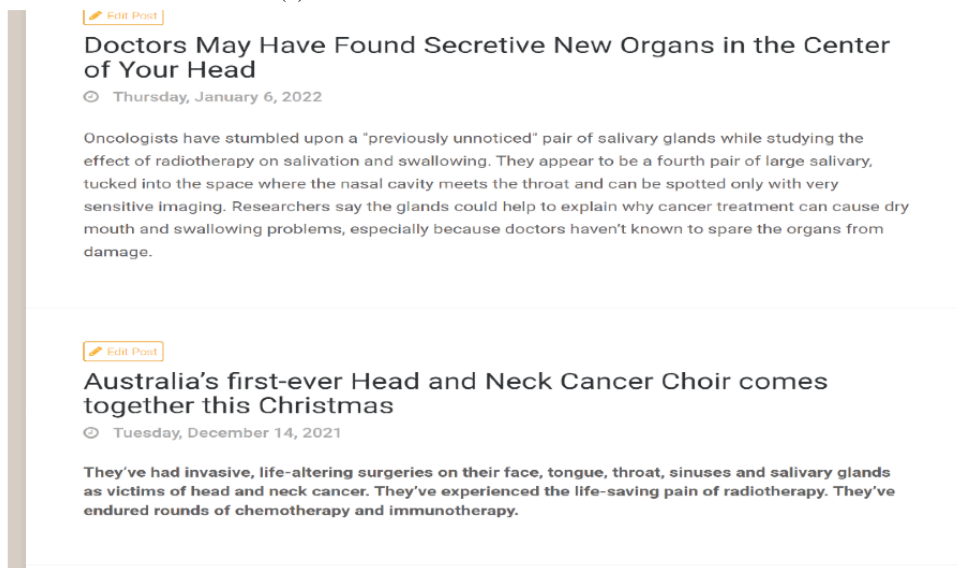 Edit Post
Doctors May Have Found Secretive New Organs in the Center
of Your Head
Thursday, January 6, 2022
Oncologists have stumbled upon a "previously unnoticed" pair of salivary glands while studying the
effect of radiotherapy on salivation and swallowing. They appear to be a fourth pair of large salivary,
tucked into the space where the nasal cavity meets the throat and can be spotted only with very
sensitive imaging. Researchers say the glands could help to explain why cancer treatment can cause dry
mouth and swallowing problems, especially because doctors haven't known to spare the organs from
damage.
Edit Post
Australia's first-ever Head and Neck Cancer Choir comes
together this Christmas
Tuesday, December 14, 2021
They've had invasive, life-altering surgeries on their face, tongue, throat, sinuses and salivary glands
as victims of head and neck cancer. They've experienced the life-saving pain of radiotherapy. They've
endured rounds of chemotherapy and immunotherapy.